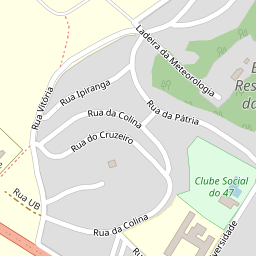 Ladeira da Meteorologia
Rua Vitória
Rua Ipiranga
Rua da Colina
Rua da Pátria
Rua do Cruzeiro
Clube Social
do 47
Rua UB
Rua da Colina